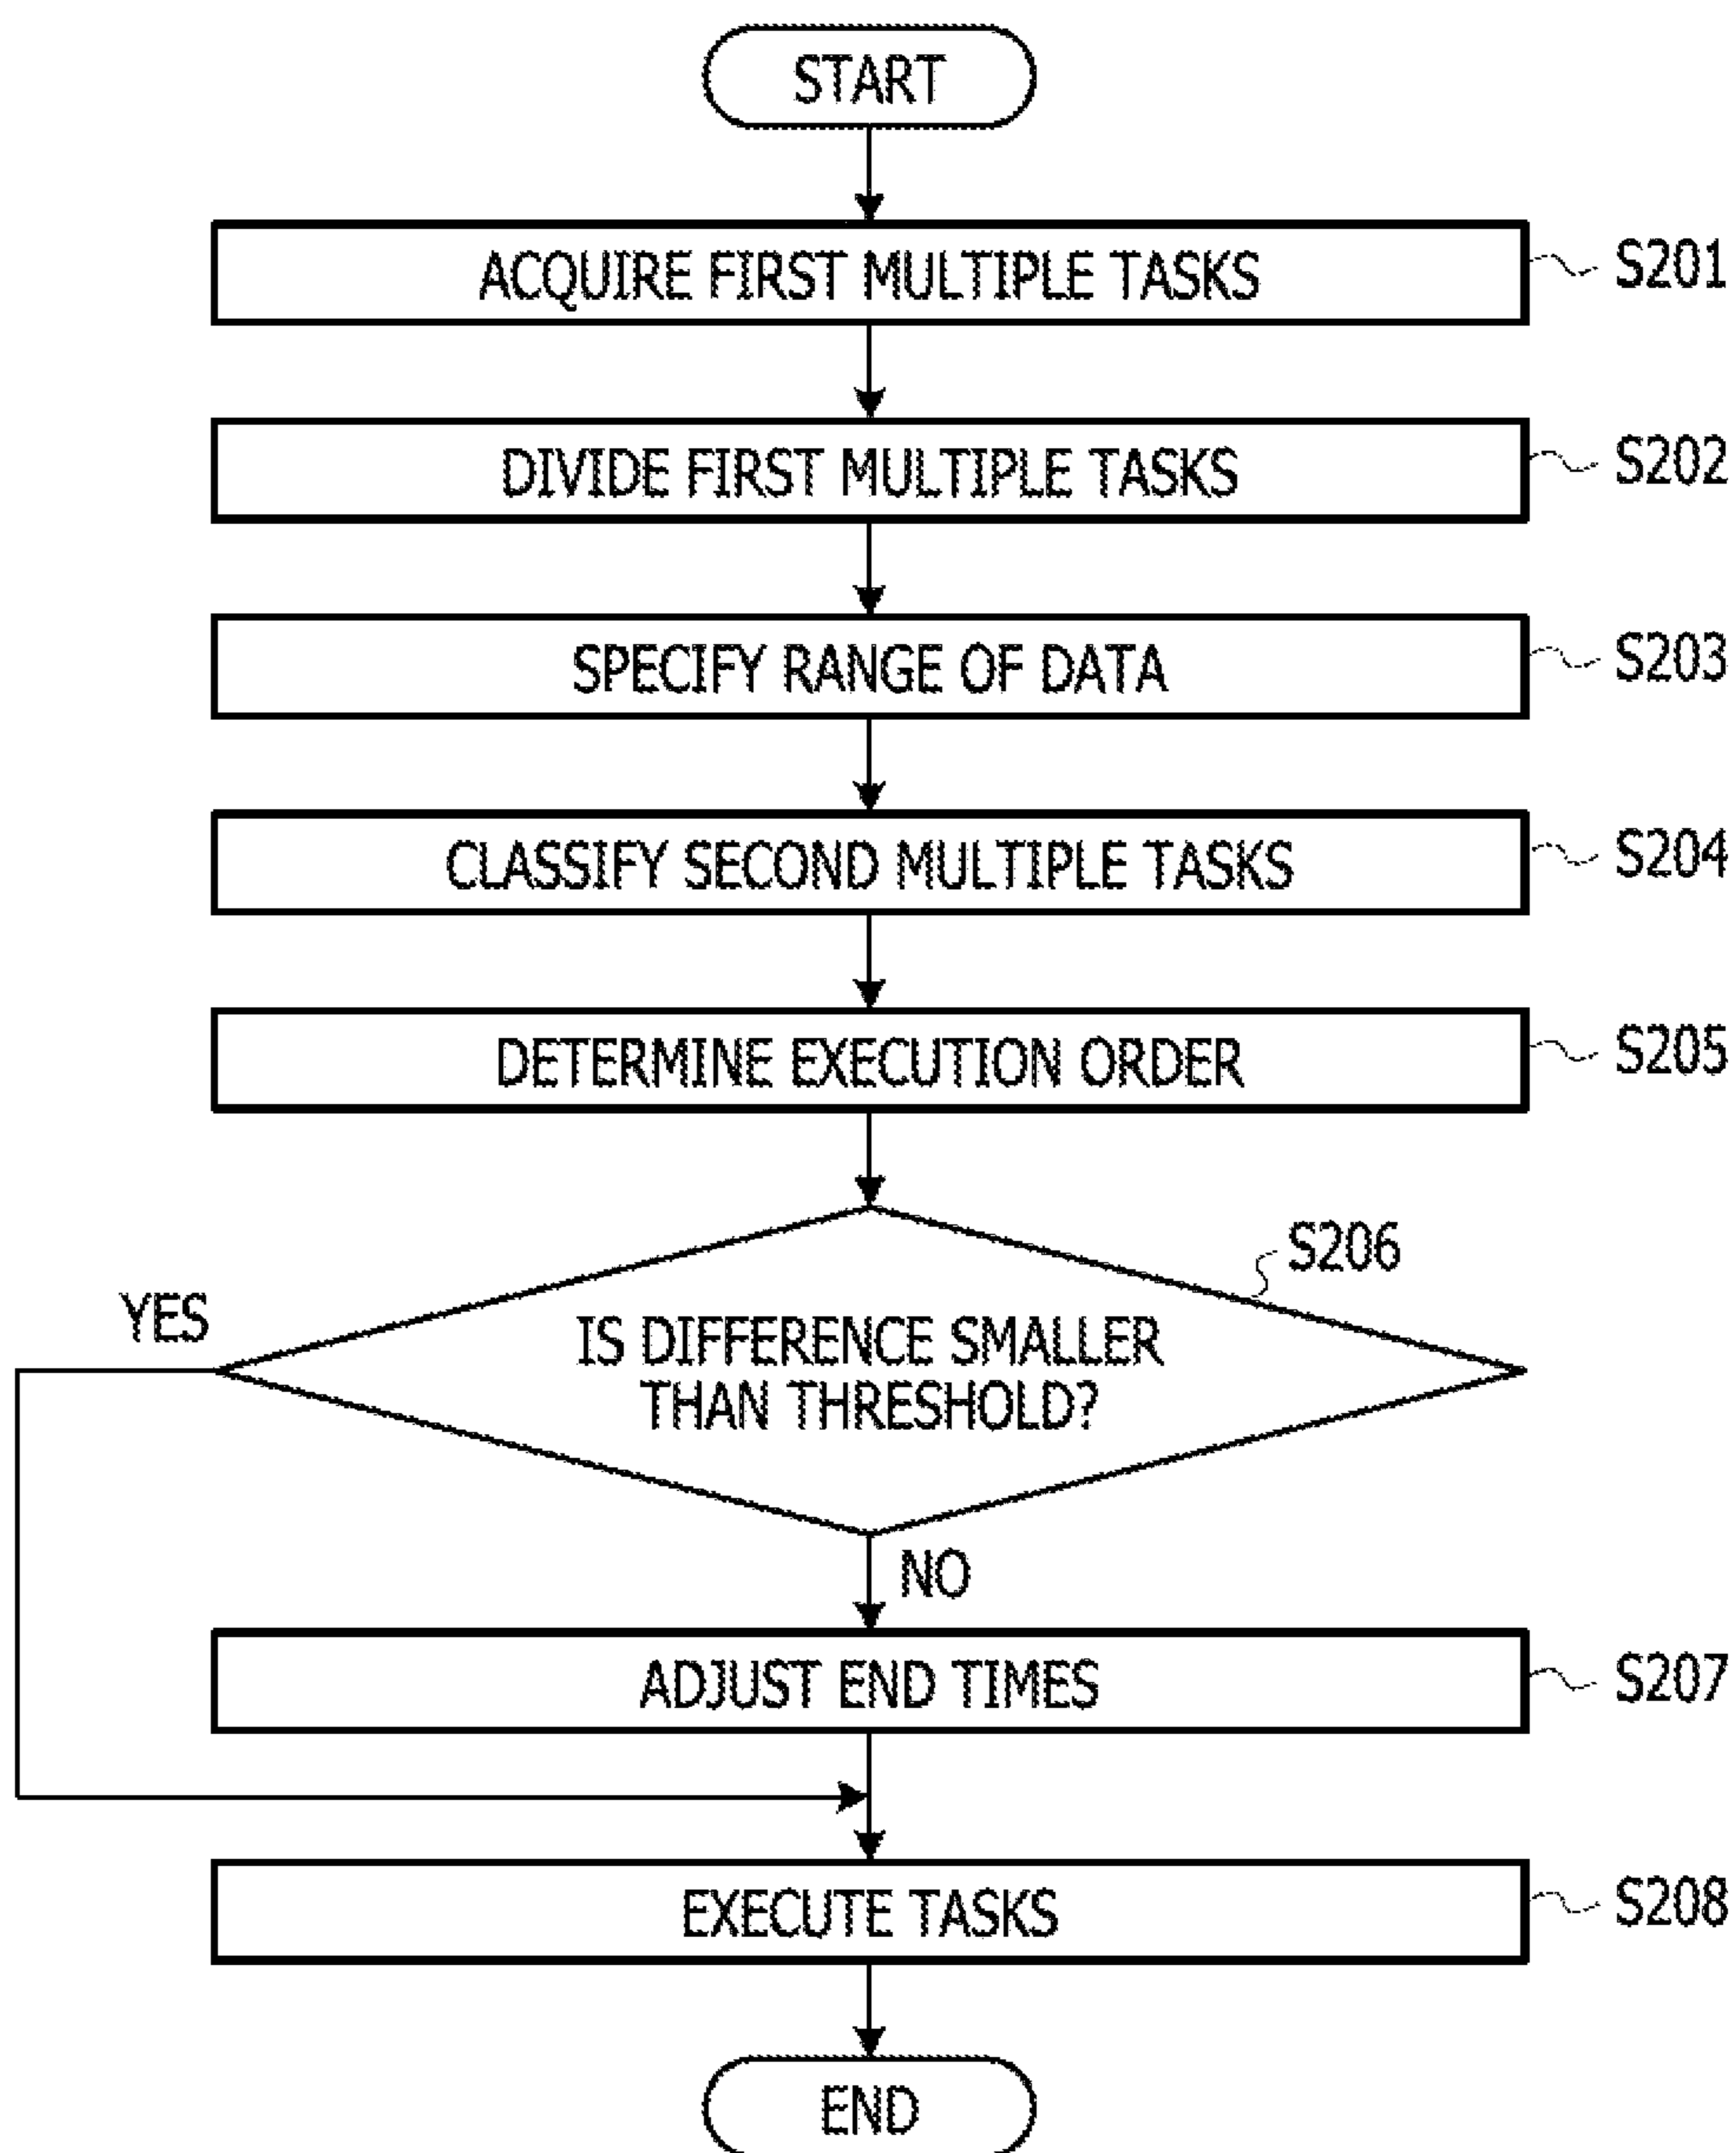 START
ACQUIRE FIRST MULTIPLE TASKS
S201
DIVIDE FIRST MULTIPLE TASKS
S202
SPECIFY RANGE OF DATA
S203
CLASSIFY SECOND MULTIPLE TASKS
S204
DETERMINE EXECUTION ORDER
S205
S206
YES
IS DIFFERENCE SMALLER
THAN THRESHOLD?
NO
ADJUST END TIMES
S207
EXECUTE TASKS
S208
END